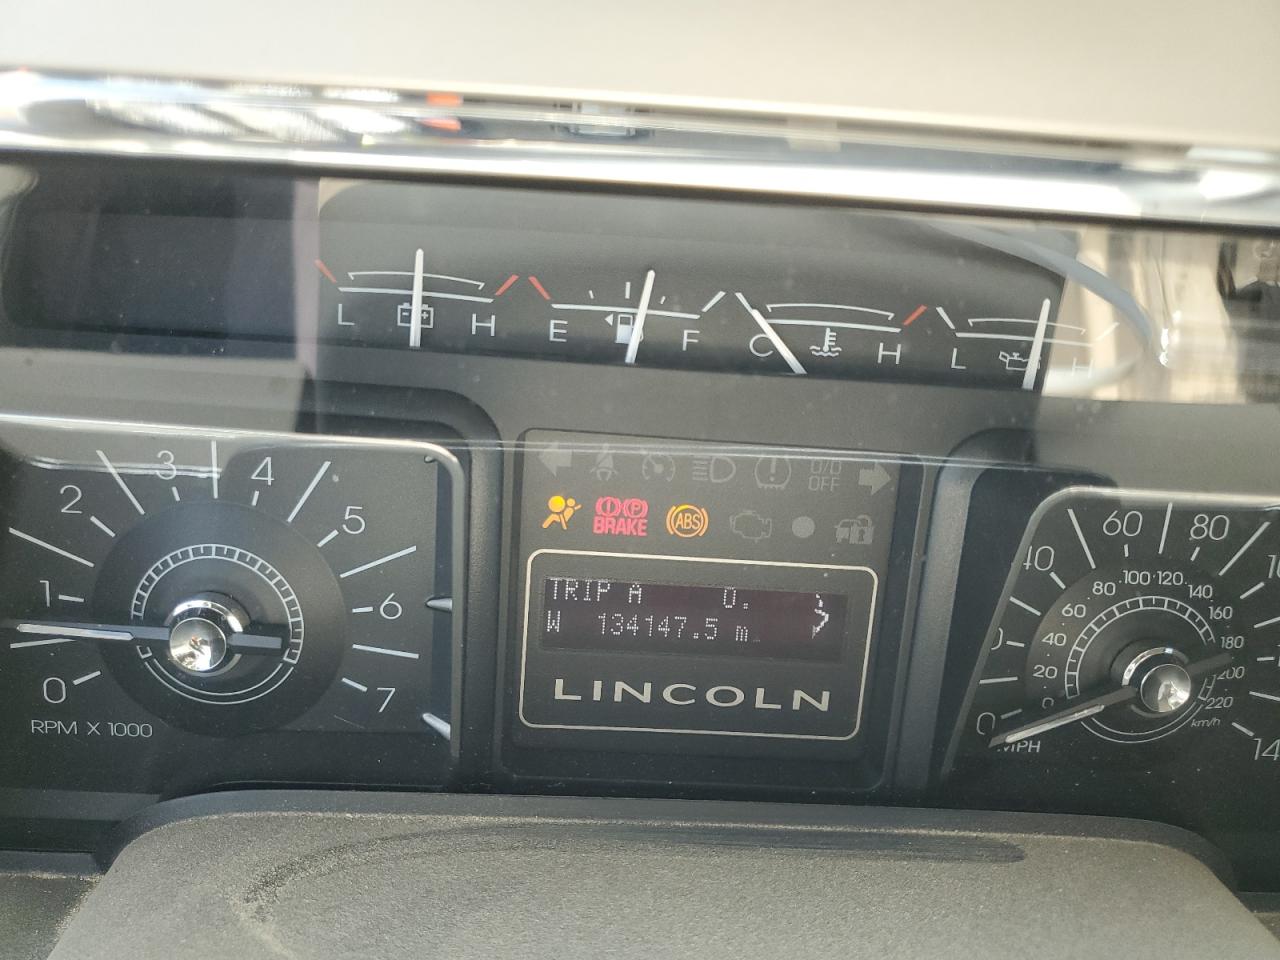 L H E F C H L H
0 1 2 3 4 5 6 7
RPM X 1000
O/D
OFF
BRAKE
ABS
TRIP A 0.
134147.5 m
LINCOLN
0 40 60 80
MPH
20 40 60 80 100 120 140 160 180 200 220
km/h